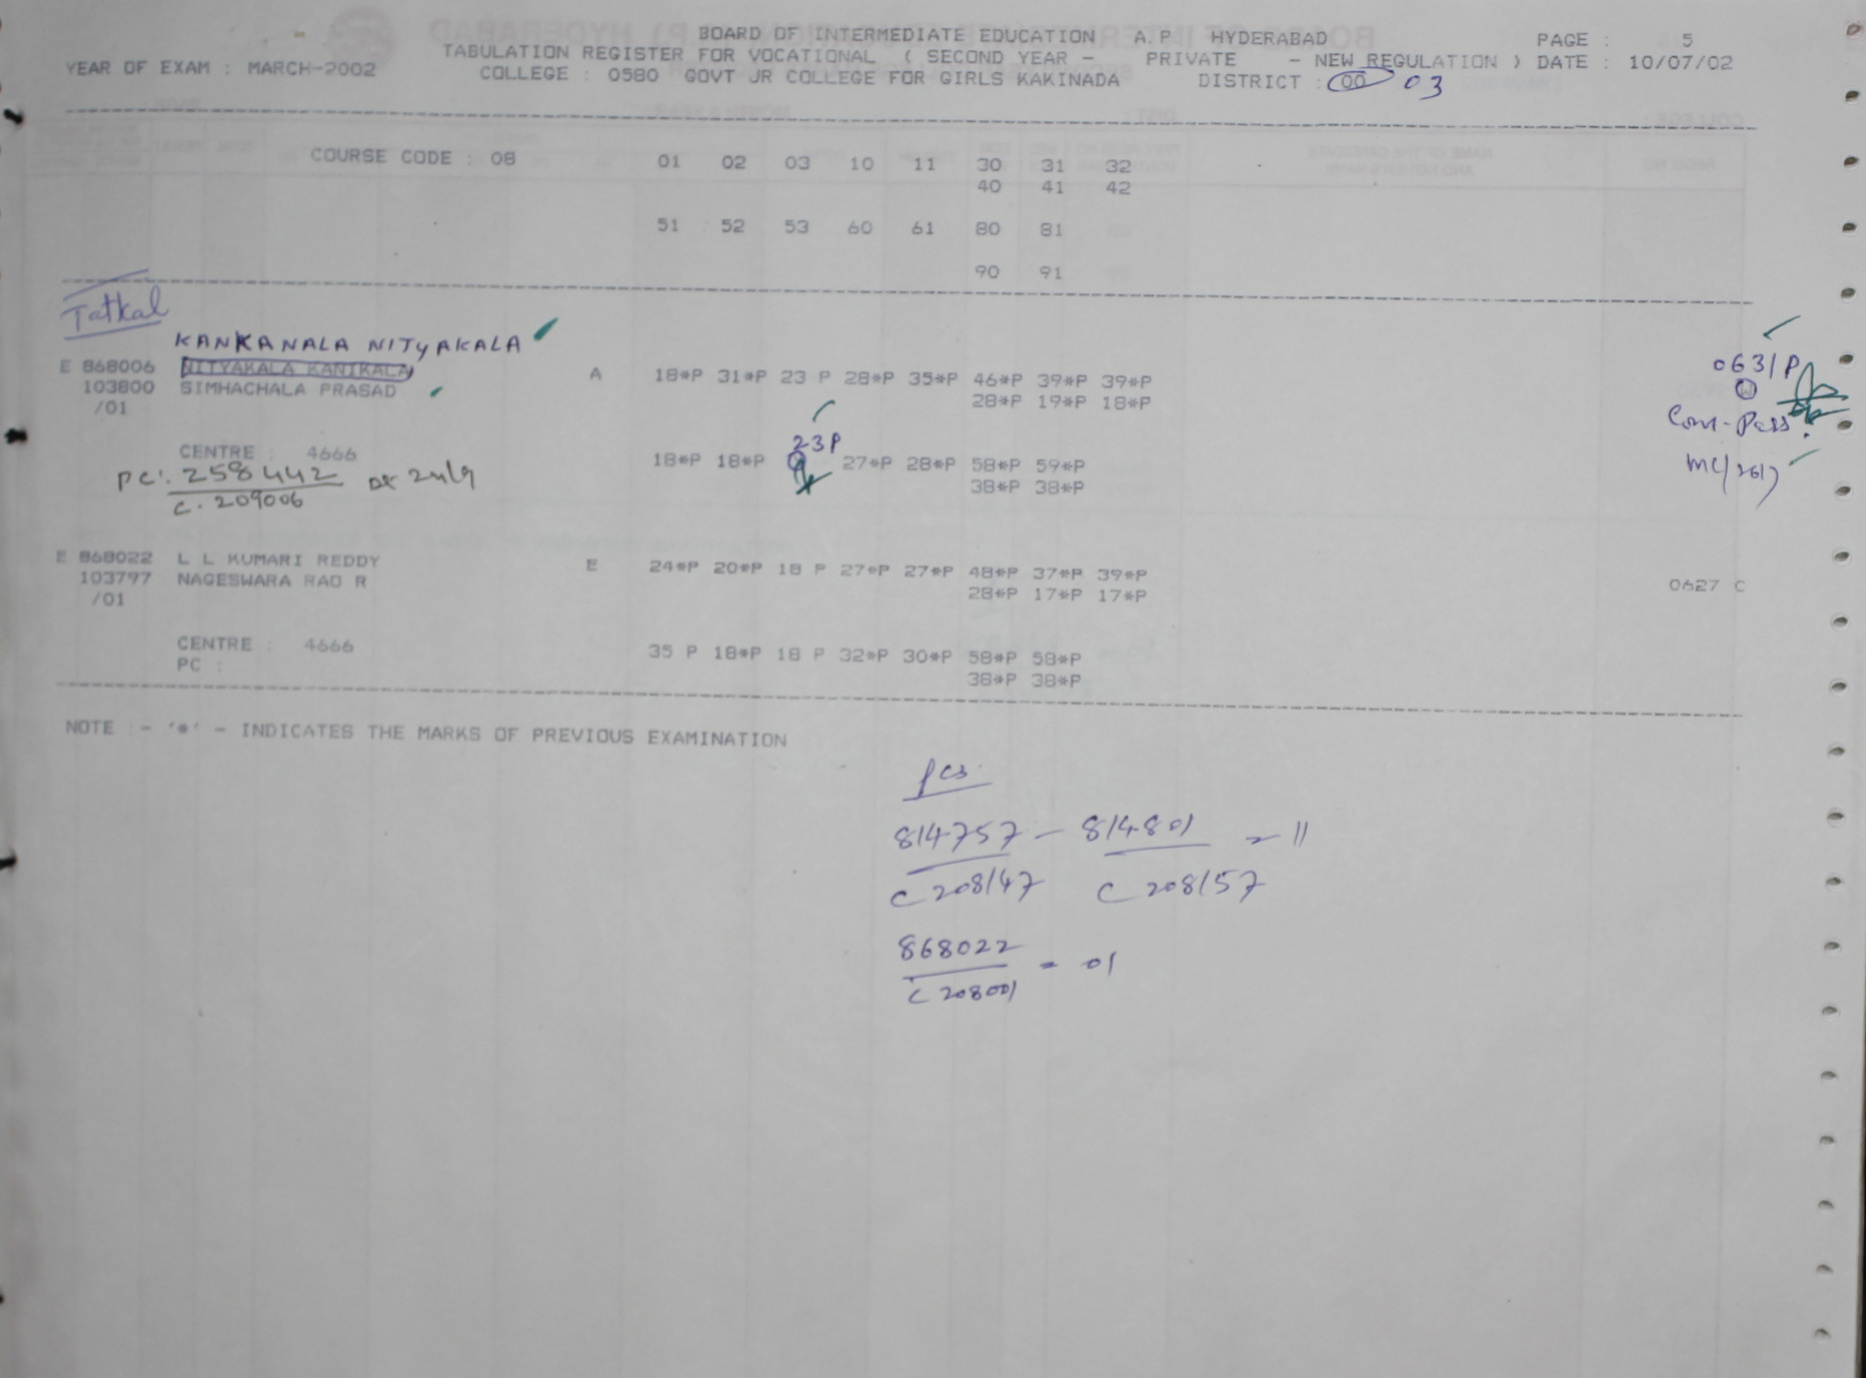 BOARD OF INTERMEDIATE EDUCATION A.P HYDERABAD PAGE : 5
YEAR OF EXAM : MARCH-2002 TABULATION REGISTER FOR VOCATIONAL ( SECOND YEAR - PRIVATE - NEW REGULATION ) DATE : 10/07/02
COLLEGE : 0580 GOVT JR COLLEGE FOR GIRLS KAKINADA DISTRICT : 00 03
COURSE CODE : 08 01 02 03 10 11 30 31 32
40 41 42
51 52 53 60 61 80 81
90 91
Tatkal
KANKANALA NITYAKALA
E 868006 NITYAKALA KANIKALA A 18*P 31*P 23 P 28*P 35*P 46*P 39*P 39*P 0631P
103800 SIMHACHALA PRASAD 28*P 19*P 18*P
/01 Com-Pass.
23P
CENTRE : 4666 18*P 18*P 27*P 28*P 58*P 59*P
PC: 258442 38*P 38*P
C. 209006
E 868022 L L KUMARI REDDY E 24*P 20*P 18 P 27*P 27*P 48*P 37*P 39*P 0627 C
103797 NAGESWARA RAO R 28*P 17*P 17*P
/01
CENTRE : 4666 35 P 18*P 18 P 32*P 30*P 58*P 58*P
PC : 38*P 38*P
NOTE :- '*' - INDICATES THE MARKS OF PREVIOUS EXAMINATION
pcs.
814757 - 814801 = 11
C 208147 C 208157
868022 = 01
C 208001